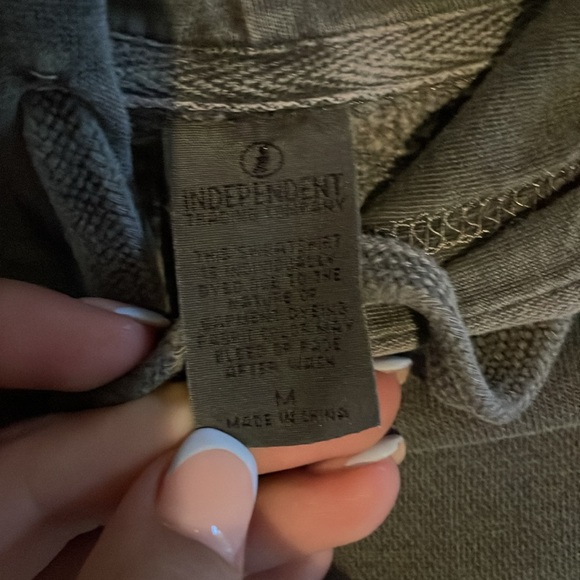 INDEPENDENT
TRADING COMPANY
THIS SWEATSHIRT
IS INDIVIDUALLY
DYED DUE TO THE
NATURE OF
GARMENT DYEING
FABRIC COLOR MAY
BLEED OR FADE
AFTER WASH
M
MADE IN CHINA